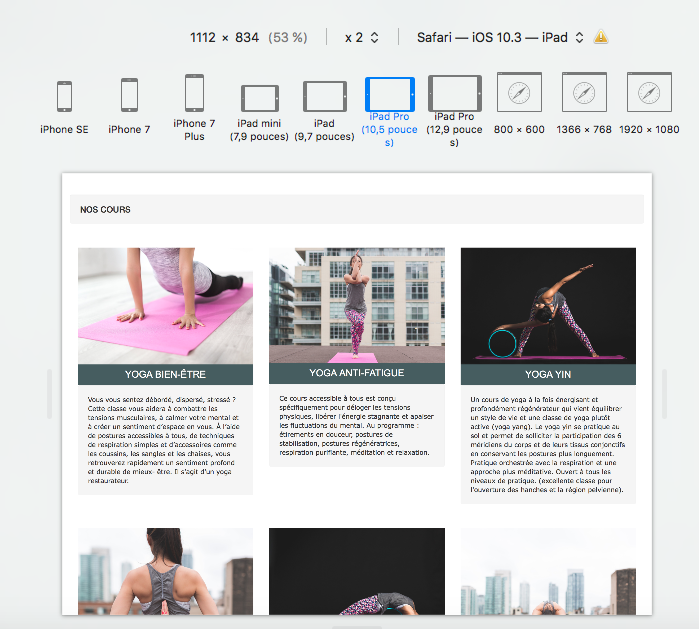 1112 × 834 (53 %)
x 2
Safari — iOS 10.3 — iPad
iPhone SE
iPhone 7
iPhone 7
Plus
iPad mini
(7,9 pouces)
iPad
(9,7 pouces)
iPad Pro
(10,5 pouce
s)
iPad Pro
(12,9 pouce
s)
800 × 600
1366 × 768
1920 × 1080
NOS COURS
YOGA BIEN-ÊTRE
Vous vous sentez débordé, dispersé, stressé ?
Cette classe vous aidera à combattre les
tensions musculaires, à calmer votre mental et
à créer un sentiment d'espace en vous. À l'aide
de postures accessibles à tous, de techniques
de respiration simples et d'accessoires comme
les coussins, les sangles et les chaises, vous
retrouverez rapidement un sentiment profond
et durable de mieux- être. Il s'agit d'un yoga
restaurateur.
YOGA ANTI-FATIGUE
Ce cours accessible à tous est conçu
spécifiquement pour déloger les tensions
physiques, libérer l'énergie stagnante et apaiser
les fluctuations du mental. Au programme :
étirements en douceur, postures de
stabilisation, postures régénératrices,
respiration purifiante, méditation et relaxation.
YOGA YIN
Un cours de yoga à la fois énergisant et
profondément régénérateur qui vient équilibrer
un style de vie et une classe de yoga plutôt
active (yoga yang). Le yoga yin se pratique au
sol et permet de solliciter la participation des 6
méridiens du corps et de leurs tissus conjonctifs
en conservant les postures plus longuement.
Pratique orchestrée avec la respiration et une
approche plus méditative. Ouvert à tous les
niveaux de pratique. (excellente classe pour
l'ouverture des hanches et la région pelvienne).